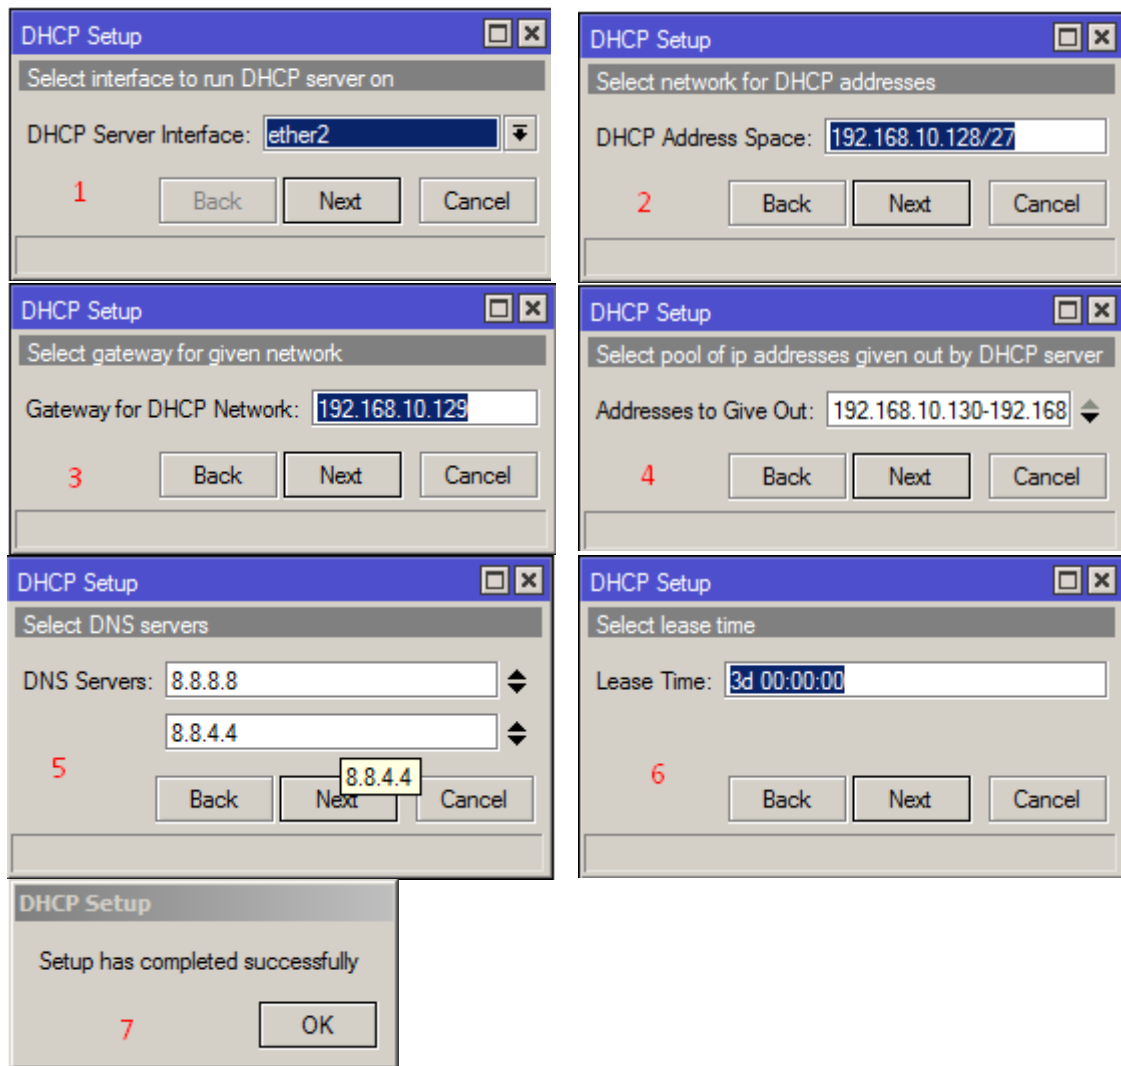 DHCP Setup
Select interface to run DHCP server on
DHCP Server Interface: ether2
1 Back Next Cancel
DHCP Setup
Select network for DHCP addresses
DHCP Address Space: 192.168.10.128/27
2 Back Next Cancel
DHCP Setup
Select gateway for given network
Gateway for DHCP Network: 192.168.10.129
3 Back Next Cancel
DHCP Setup
Select pool of ip addresses given out by DHCP server
Addresses to Give Out: 192.168.10.130-192.168
4 Back Next Cancel
DHCP Setup
Select DNS servers
DNS Servers: 8.8.8.8
8.8.4.4
8.8.4.4
5 Back Next Cancel
DHCP Setup
Select lease time
Lease Time: 3d 00:00:00
6 Back Next Cancel
DHCP Setup
Setup has completed successfully
7 OK